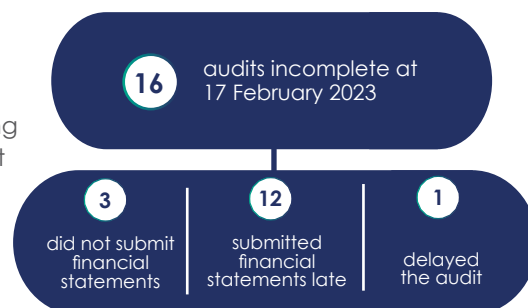 16
audits incomplete at
17 February 2023
3
did not submit
financial
statements
12
submitted
financial
statements late
1
delayed
the audit